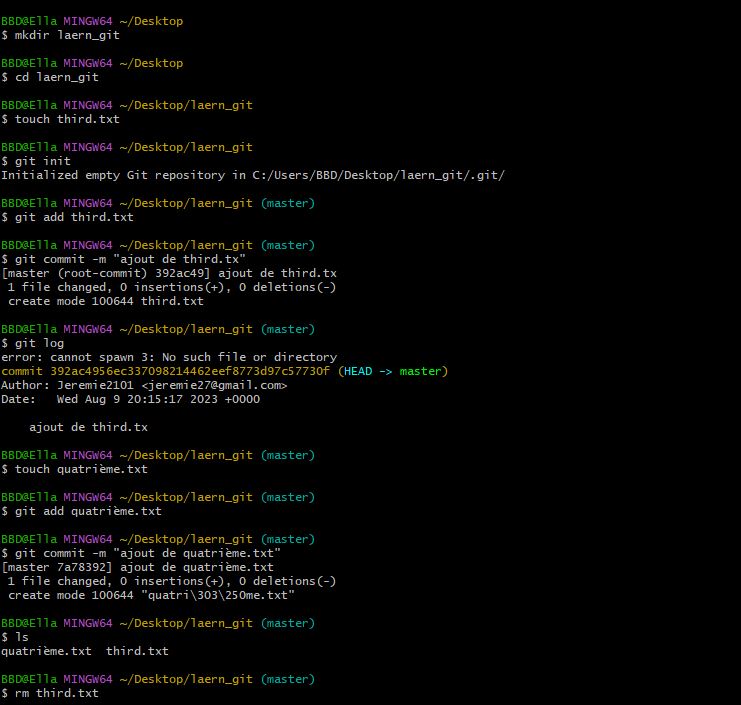 BBD@Ella MINGW64 ~/Desktop
$ mkdir laern_git
BBD@Ella MINGW64 ~/Desktop
$ cd laern_git
BBD@Ella MINGW64 ~/Desktop/laern_git
$ touch third.txt
BBD@Ella MINGW64 ~/Desktop/laern_git
$ git init
Initialized empty Git repository in C:/Users/BBD/Desktop/laern_git/.git/
BBD@Ella MINGW64 ~/Desktop/laern_git (master)
$ git add third.txt
BBD@Ella MINGW64 ~/Desktop/laern_git (master)
$ git commit -m "ajout de third.tx"
[master (root-commit) 392ac49] ajout de third.tx
 1 file changed, 0 insertions(+), 0 deletions(-)
 create mode 100644 third.txt
BBD@Ella MINGW64 ~/Desktop/laern_git (master)
$ git log
error: cannot spawn 3: No such file or directory
commit 392ac4956ec337098214462eef8773d97c57730f (HEAD -> master)
Author: Jeremie2101 <jeremie27@gmail.com>
Date:   Wed Aug 9 20:15:17 2023 +0000
    ajout de third.tx
BBD@Ella MINGW64 ~/Desktop/laern_git (master)
$ touch quatrième.txt
BBD@Ella MINGW64 ~/Desktop/laern_git (master)
$ git add quatrième.txt
BBD@Ella MINGW64 ~/Desktop/laern_git (master)
$ git commit -m "ajout de quatrième.txt"
[master 7a78392] ajout de quatrième.txt
 1 file changed, 0 insertions(+), 0 deletions(-)
 create mode 100644 "quatri\303\250me.txt"
BBD@Ella MINGW64 ~/Desktop/laern_git (master)
$ ls
quatrième.txt  third.txt
BBD@Ella MINGW64 ~/Desktop/laern_git (master)
$ rm third.txt